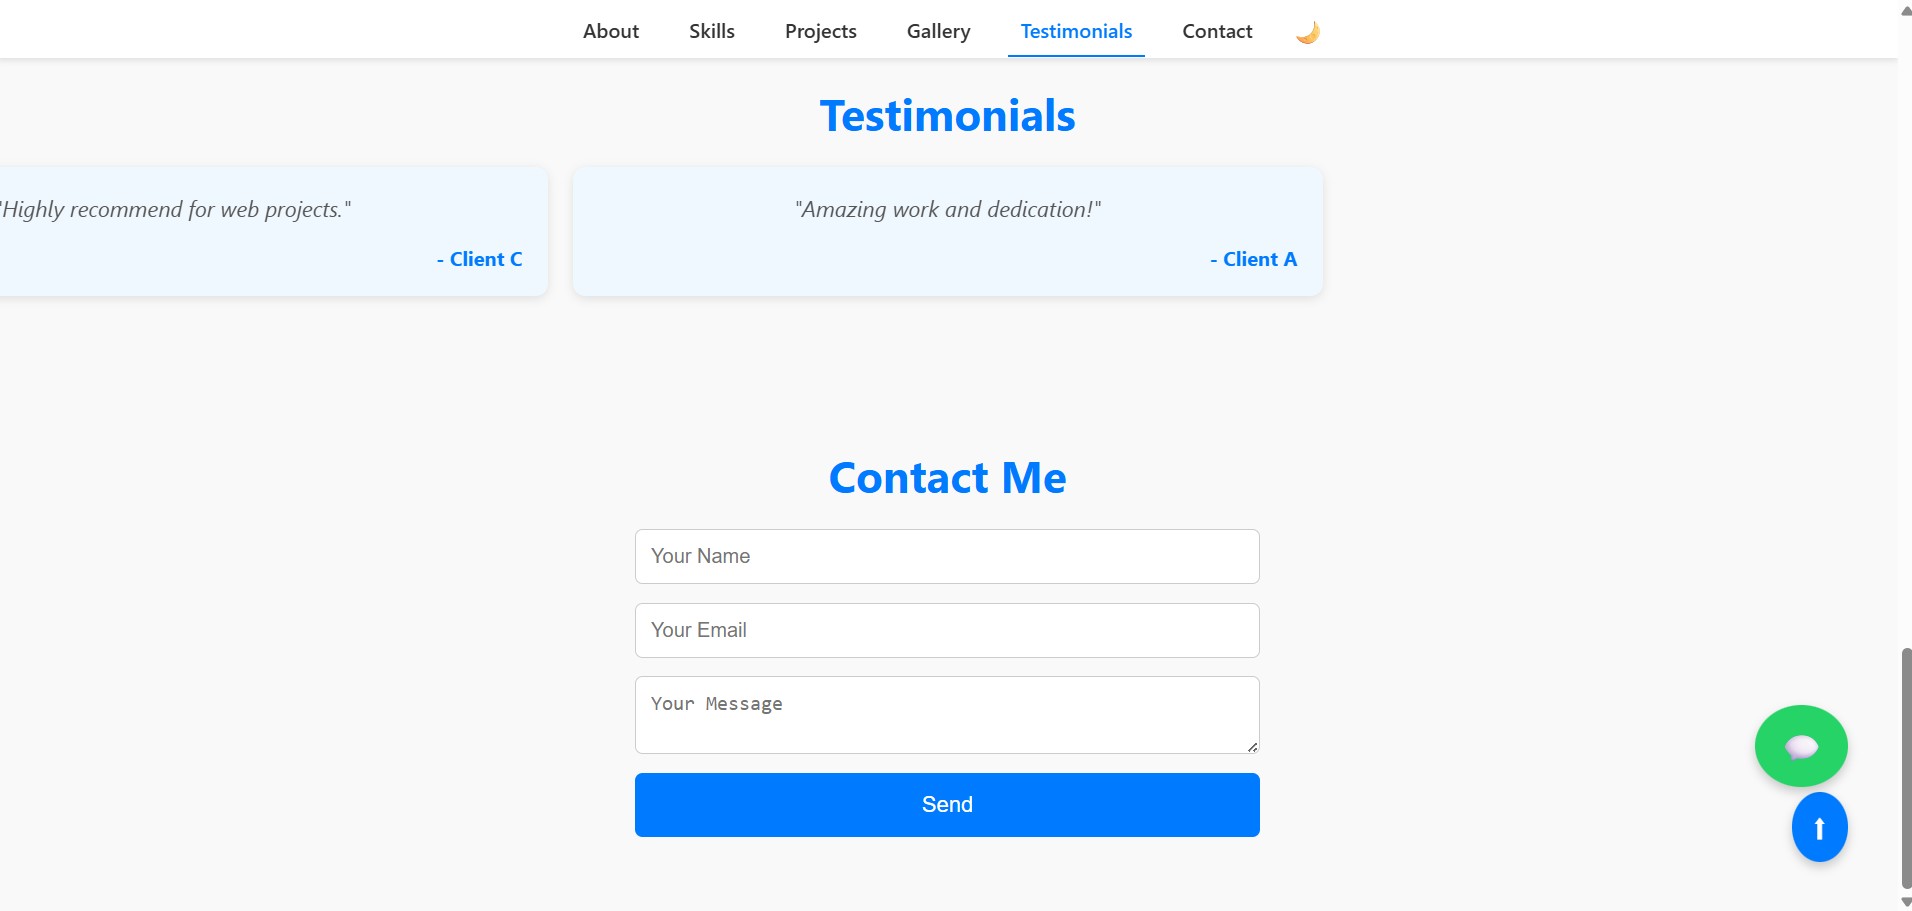 About Skills Projects Gallery Testimonials Contact
Testimonials
"Highly recommend for web projects."
- Client C
"Amazing work and dedication!"
- Client A
Contact Me
Your Name
Your Email
Your Message
Send